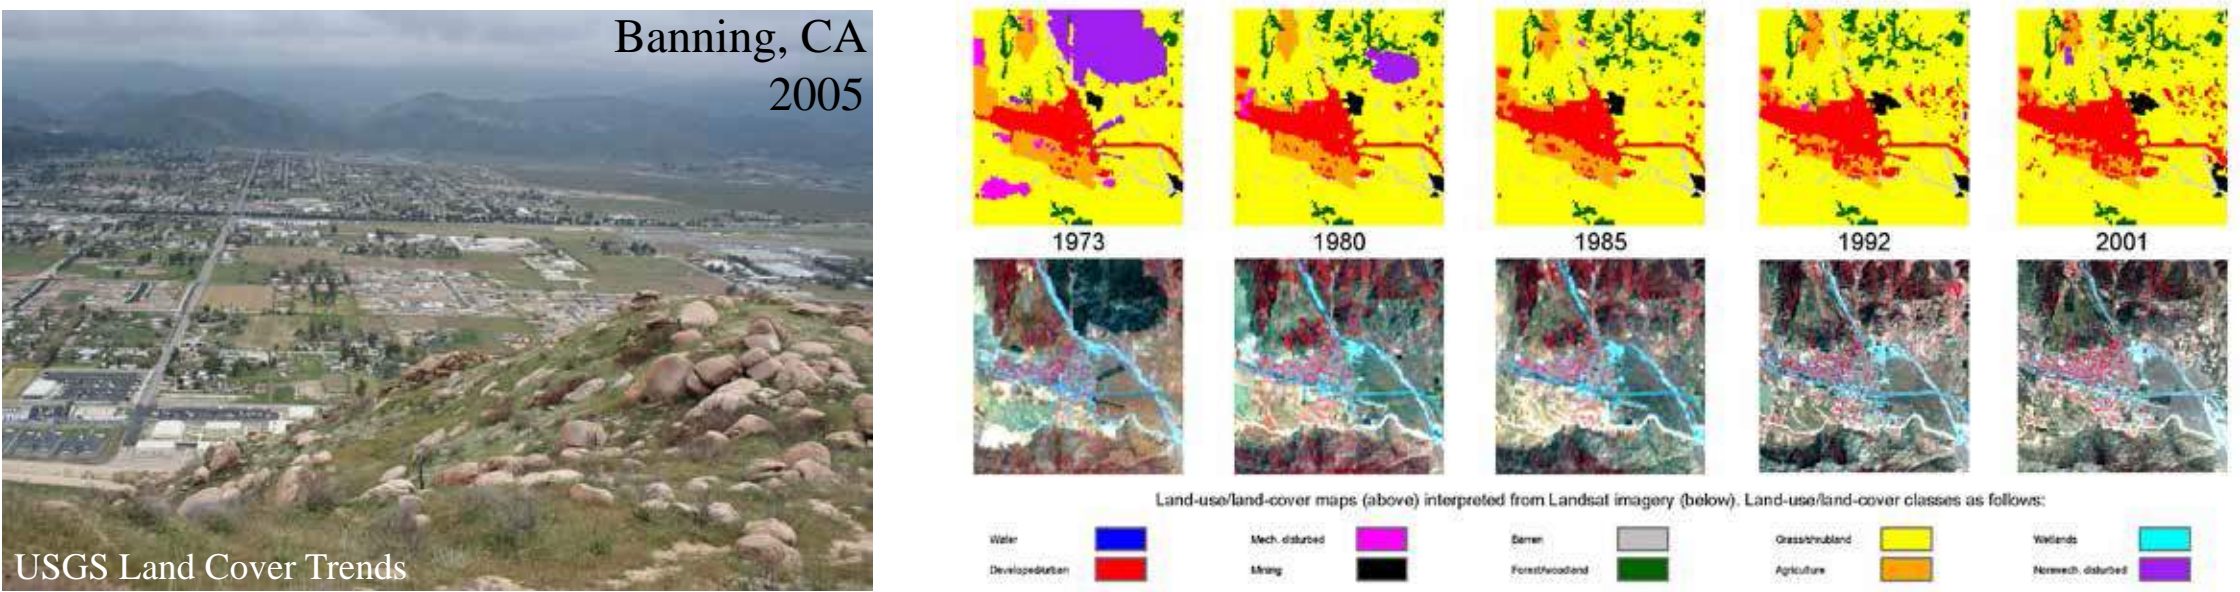 Banning, CA
2005
USGS Land Cover Trends
1973 1980 1985 1992 2001
Land-use/land-cover maps (above) interpreted from Landsat imagery (below). Land-use/land-cover classes as follows:
Water Mech. disturbed Barren Grass/shrubland Wetlands
Developed/urban Mining Forest/woodland Agriculture Nonmech. disturbed